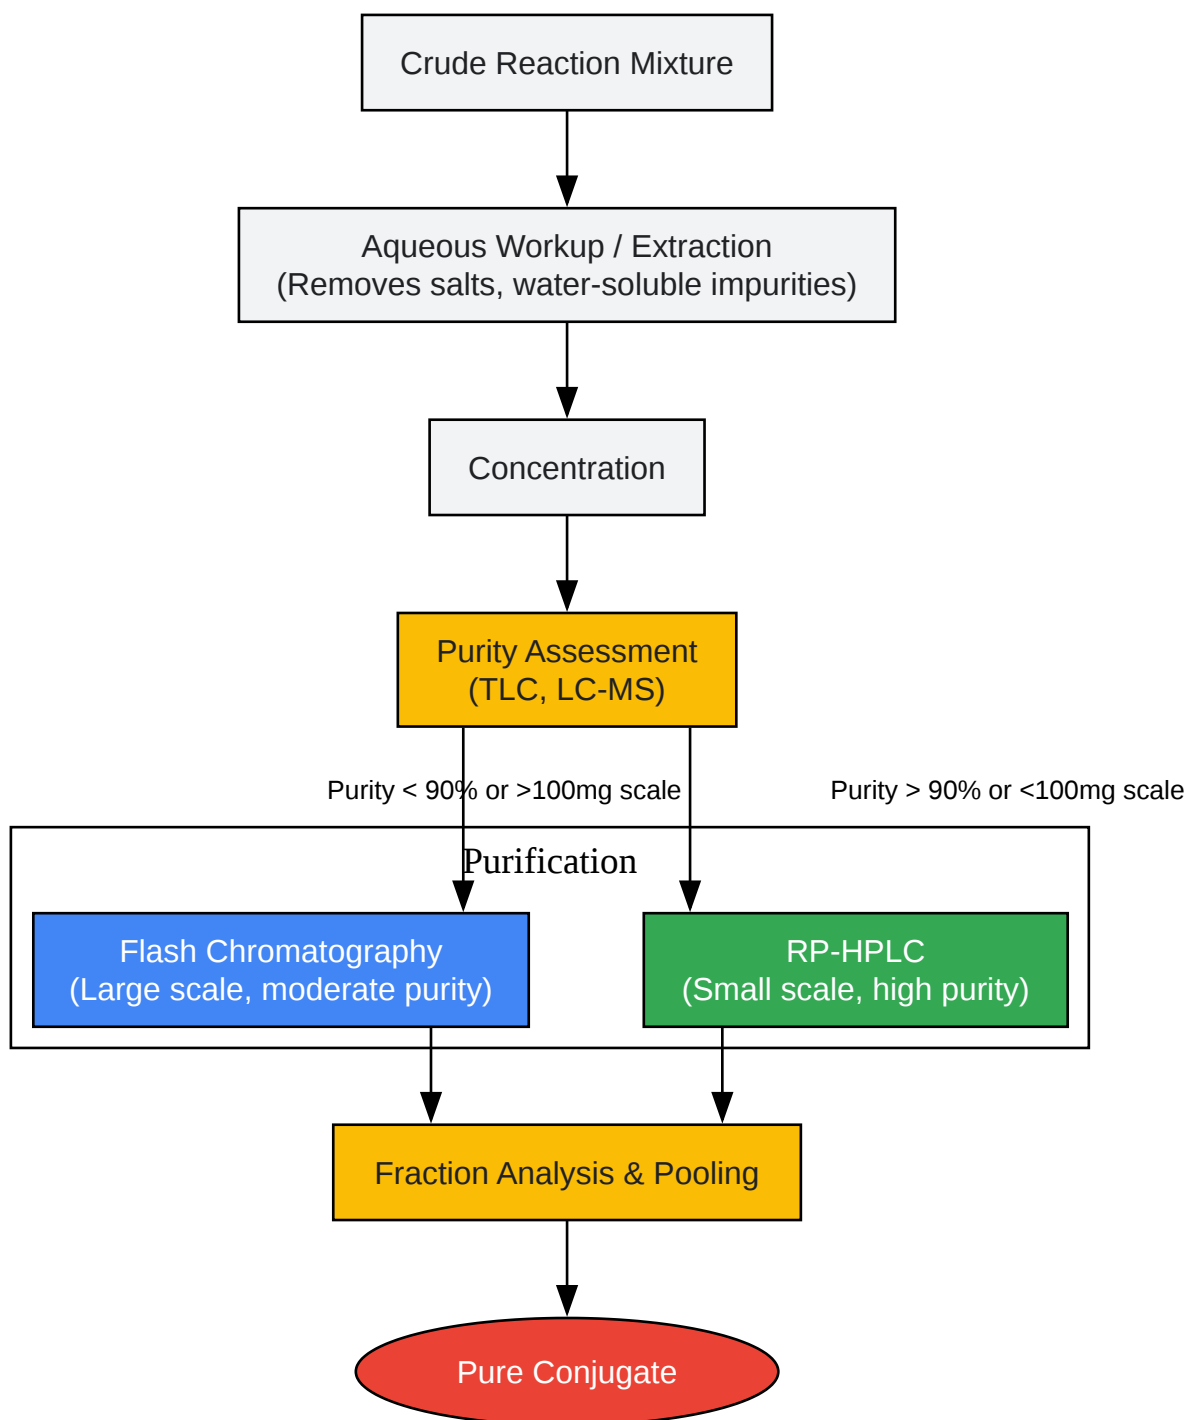 Crude Reaction Mixture
Aqueous Workup / Extraction
(Removes salts, water-soluble impurities)
Concentration
Purity Assessment
(TLC, LC-MS)
Purity < 90% or >100mg scale
Purity > 90% or <100mg scale
Purification
Flash Chromatography
(Large scale, moderate purity)
RP-HPLC
(Small scale, high purity)
Fraction Analysis & Pooling
Pure Conjugate